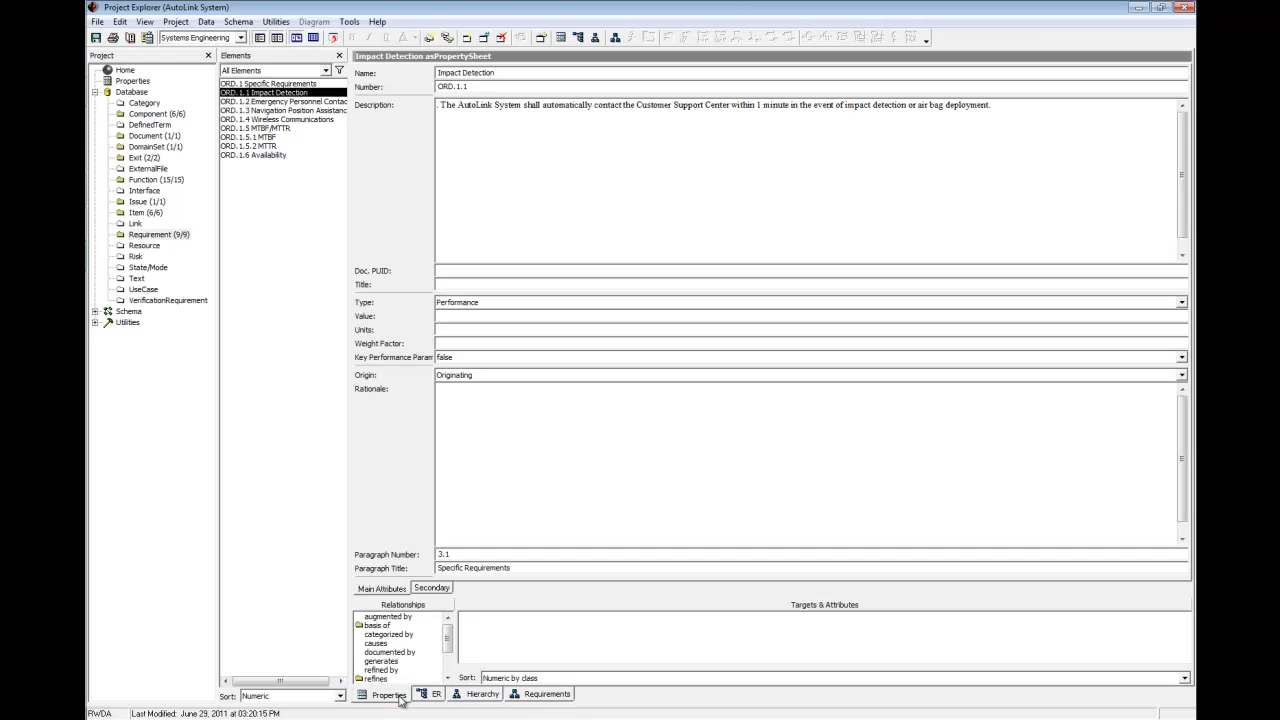 Project Explorer (AutoLink System)
File Edit View Project Data Schema Utilities Diagram Tools Help
Systems Engineering
Project
Home
Properties
Database
Category
Component (6/6)
DefinedTerm
Document (1/1)
DomainSet (1/1)
Exit (2/2)
ExternalFile
Function (15/15)
Interface
Issue (1/1)
Item (6/6)
Link
Requirement (9/9)
Resource
Risk
State/Mode
Text
UseCase
VerificationRequirement
Schema
Utilities
Elements
All Elements
ORD.1 Specific Requirements
ORD.1.1 Impact Detection
ORD.1.2 Emergency Personnel Contac
ORD.1.3 Navigation Position Assistanc
ORD.1.4 Wireless Communications
ORD.1.5 MTBF/MTTR
ORD.1.5.1 MTBF
ORD.1.5.2 MTTR
ORD.1.6 Availability
Sort: Numeric
Impact Detection asPropertySheet
Name: Impact Detection
Number: ORD.1.1
Description: . The AutoLink System shall automatically contact the Customer Support Center within 1 minute in the event of impact detection or air bag deployment.
Doc. PUID:
Title:
Type: Performance
Value:
Units:
Weight Factor:
Key Performance Param false
Origin: Originating
Rationale:
Paragraph Number: 3.1
Paragraph Title: Specific Requirements
Main Attributes Secondary
Relationships Targets & Attributes
augmented by
basis of
categorized by
causes
documented by
generates
refined by
refines
Sort: Numeric by class
Properties ER Hierarchy Requirements
RWDA Last Modified: June 29, 2011 at 03:20:15 PM